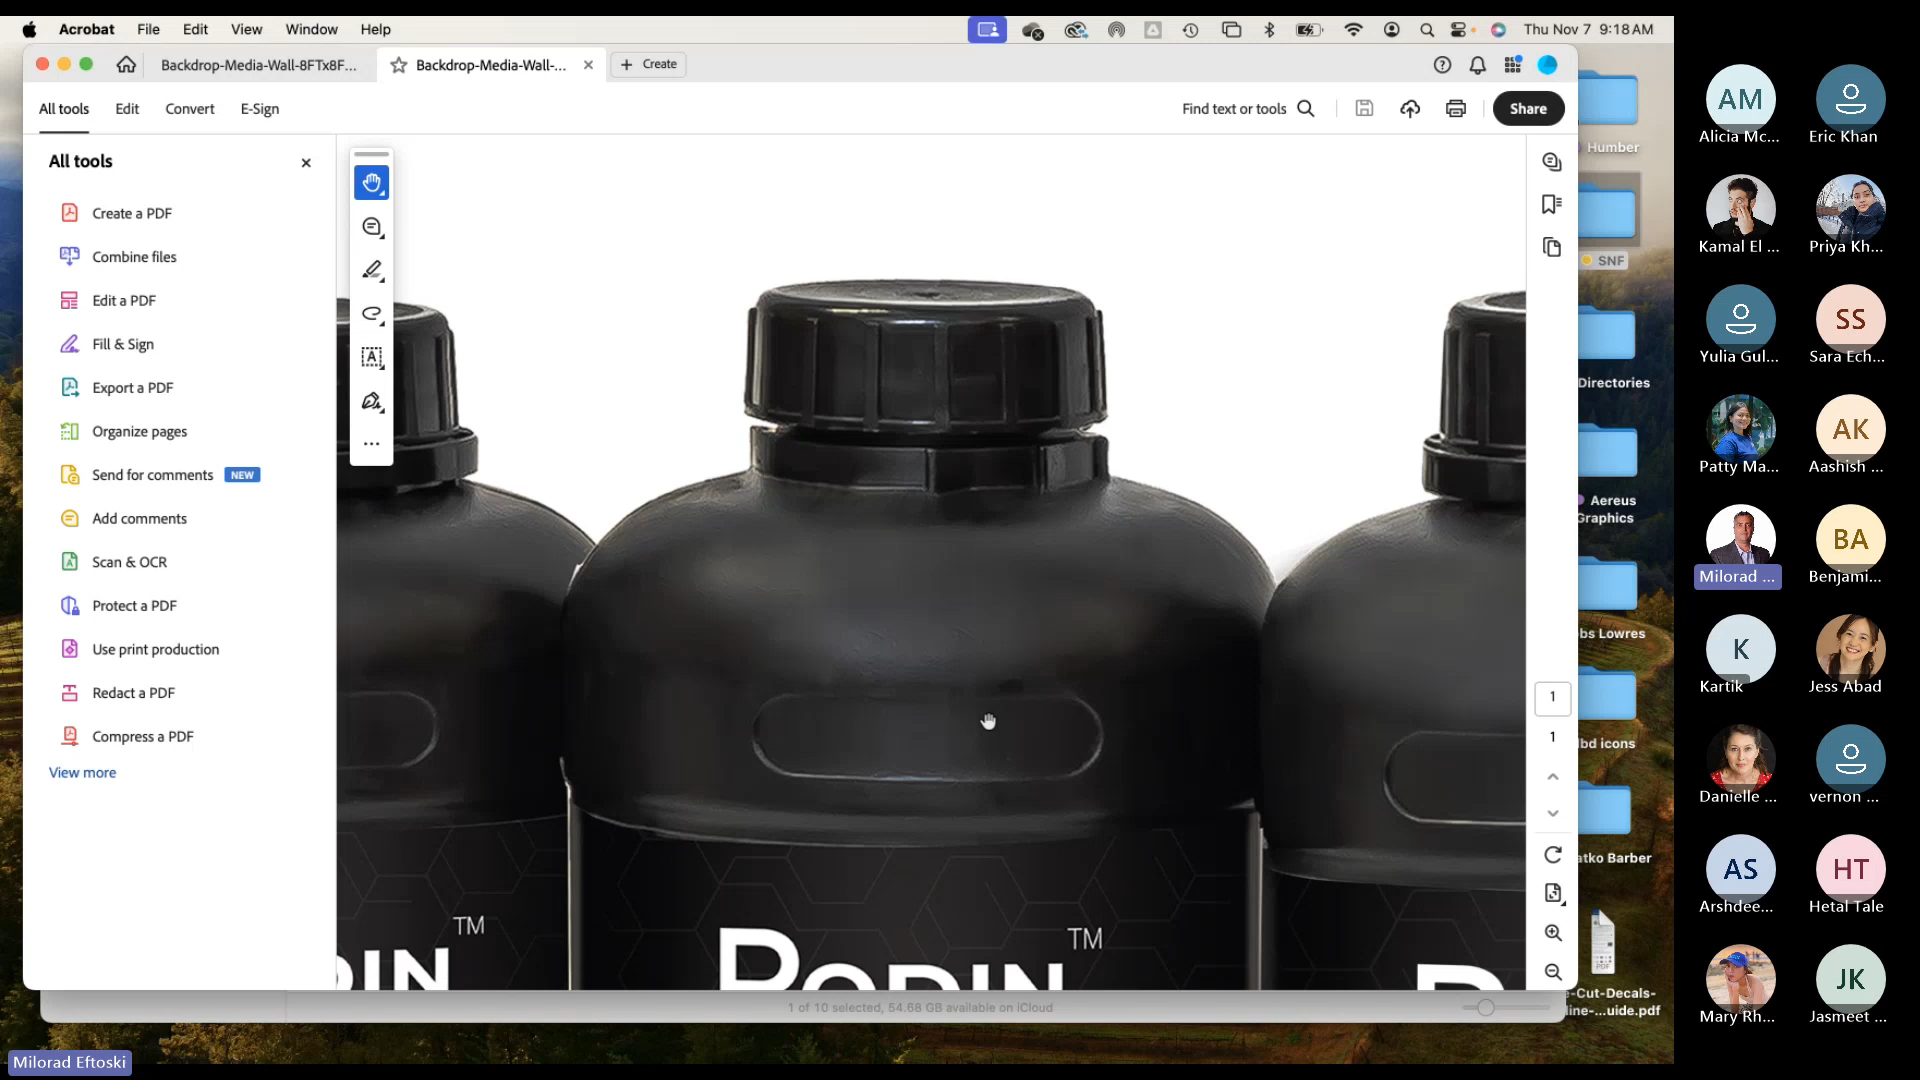 Acrobat File Edit View Window Help
Thu Nov 7 9:18 AM
Backdrop-Media-Wall-8FTx8F...
Backdrop-Media-Wall-...
Create
All tools
Edit
Convert
E-Sign
Find text or tools
Share
All tools
Create a PDF
Combine files
Edit a PDF
Fill & Sign
Export a PDF
Organize pages
Send for comments NEW
Add comments
Scan & OCR
Protect a PDF
Use print production
Redact a PDF
Compress a PDF
View more
TM
TM
1
1
1 of 10 selected, 54.68 GB available on iCloud
Humber
SNF
Directories
Aereus
Graphics
bs Lowres
lbd icons
atko Barber
PDF
e-Cut-Decals-
line-...uide.pdf
AM
Alicia Mc...
Eric Khan
Kamal El ...
Priya Kh...
Yulia Gul...
SS
Sara Ech...
Patty Ma...
AK
Aashish ...
Milorad ...
BA
Benjami...
K
Kartik
Jess Abad
Danielle ...
vernon ...
AS
Arshdee...
HT
Hetal Tale
Mary Rh...
JK
Jasmeet ...
Milorad Eftoski